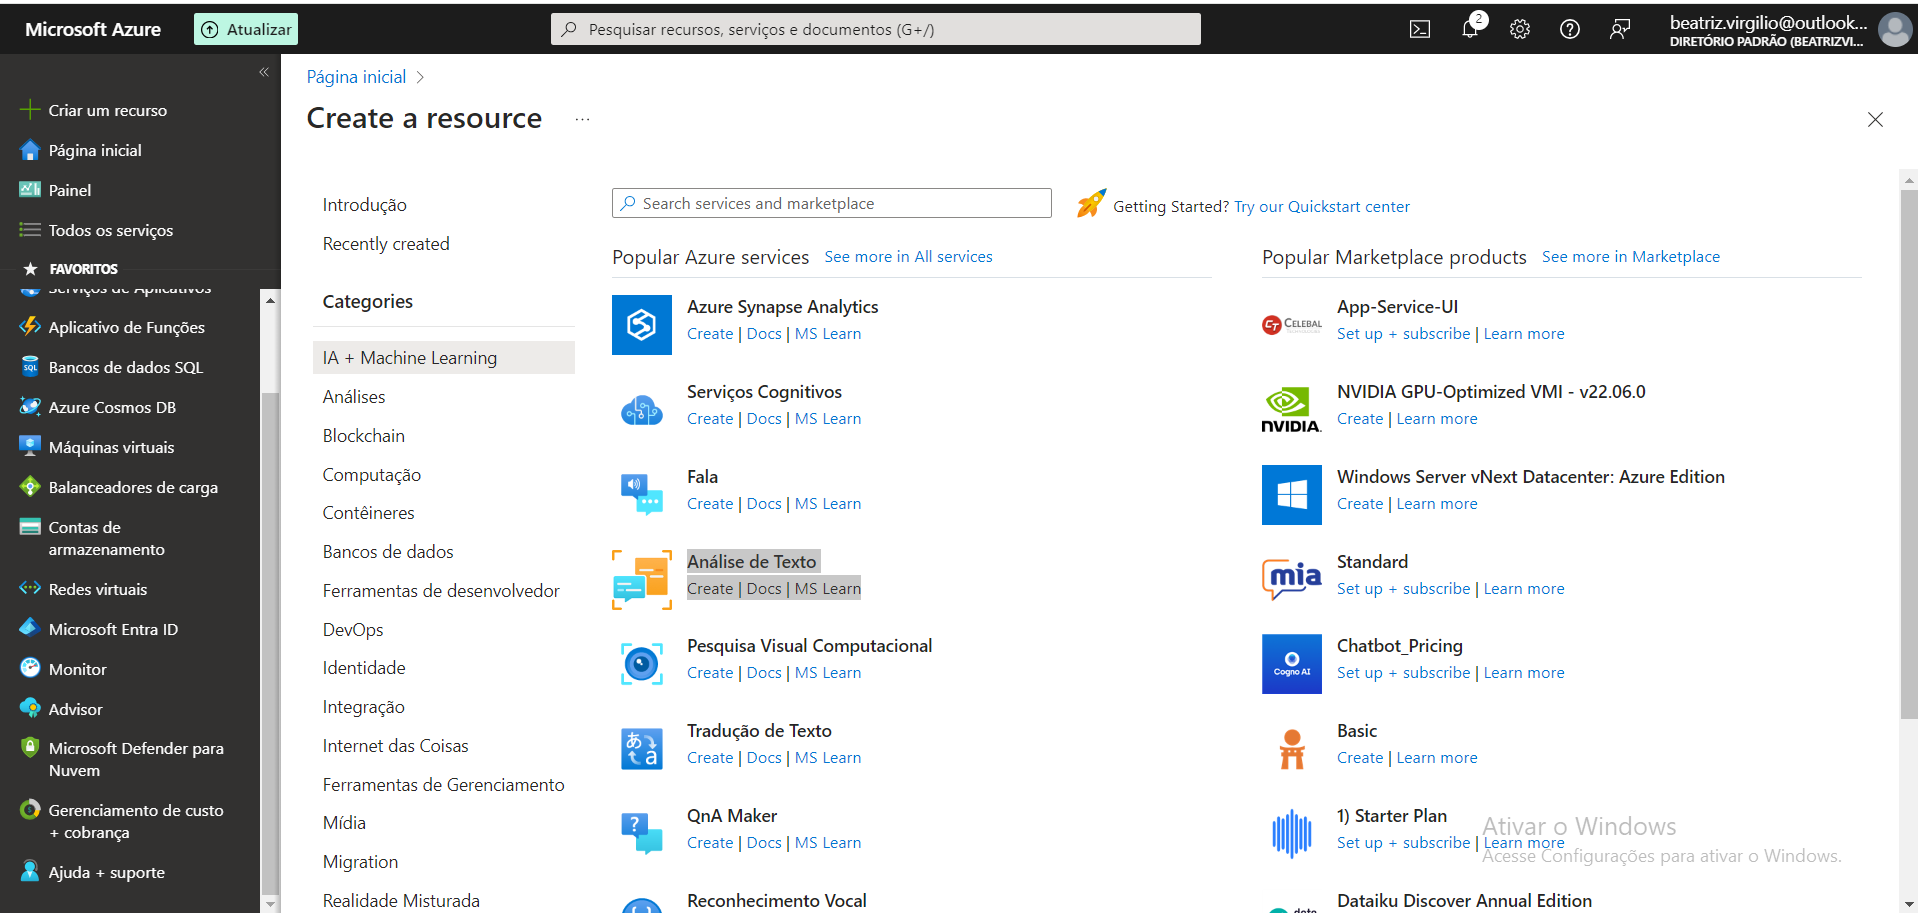 Microsoft Azure
Atualizar
Pesquisar recursos, serviços e documentos (G+/)
2
beatriz.virgilio@outlook...
DIRETÓRIO PADRÃO (BEATRIZVI...
Criar um recurso
Página inicial
Painel
Todos os serviços
FAVORITOS
Serviços de Aplicativos
Aplicativo de Funções
Bancos de dados SQL
Azure Cosmos DB
Máquinas virtuais
Balanceadores de carga
Contas de
armazenamento
Redes virtuais
Microsoft Entra ID
Monitor
Advisor
Microsoft Defender para
Nuvem
Gerenciamento de custo
+ cobrança
Ajuda + suporte
Página inicial
Create a resource
...
Introdução
Recently created
Categories
IA + Machine Learning
Análises
Blockchain
Computação
Contêineres
Bancos de dados
Ferramentas de desenvolvedor
DevOps
Identidade
Integração
Internet das Coisas
Ferramentas de Gerenciamento
Mídia
Migration
Realidade Misturada
Search services and marketplace
Getting Started? Try our Quickstart center
Popular Azure services See more in All services
Azure Synapse Analytics
Create | Docs | MS Learn
Serviços Cognitivos
Create | Docs | MS Learn
Fala
Create | Docs | MS Learn
Análise de Texto
Create | Docs | MS Learn
Pesquisa Visual Computacional
Create | Docs | MS Learn
Tradução de Texto
Create | Docs | MS Learn
QnA Maker
Create | Docs | MS Learn
Reconhecimento Vocal
Popular Marketplace products See more in Marketplace
CT CELEBAL
App-Service-UI
Set up + subscribe | Learn more
NVIDIA.
NVIDIA GPU-Optimized VMI - v22.06.0
Create | Learn more
Windows Server vNext Datacenter: Azure Edition
Create | Learn more
mia
Standard
Set up + subscribe | Learn more
Cogno AI
Chatbot_Pricing
Set up + subscribe | Learn more
Basic
Create | Learn more
1) Starter Plan
Set up + subscribe | Learn more
Dataiku Discover Annual Edition
Ativar o Windows
Acesse Configurações para ativar o Windows.